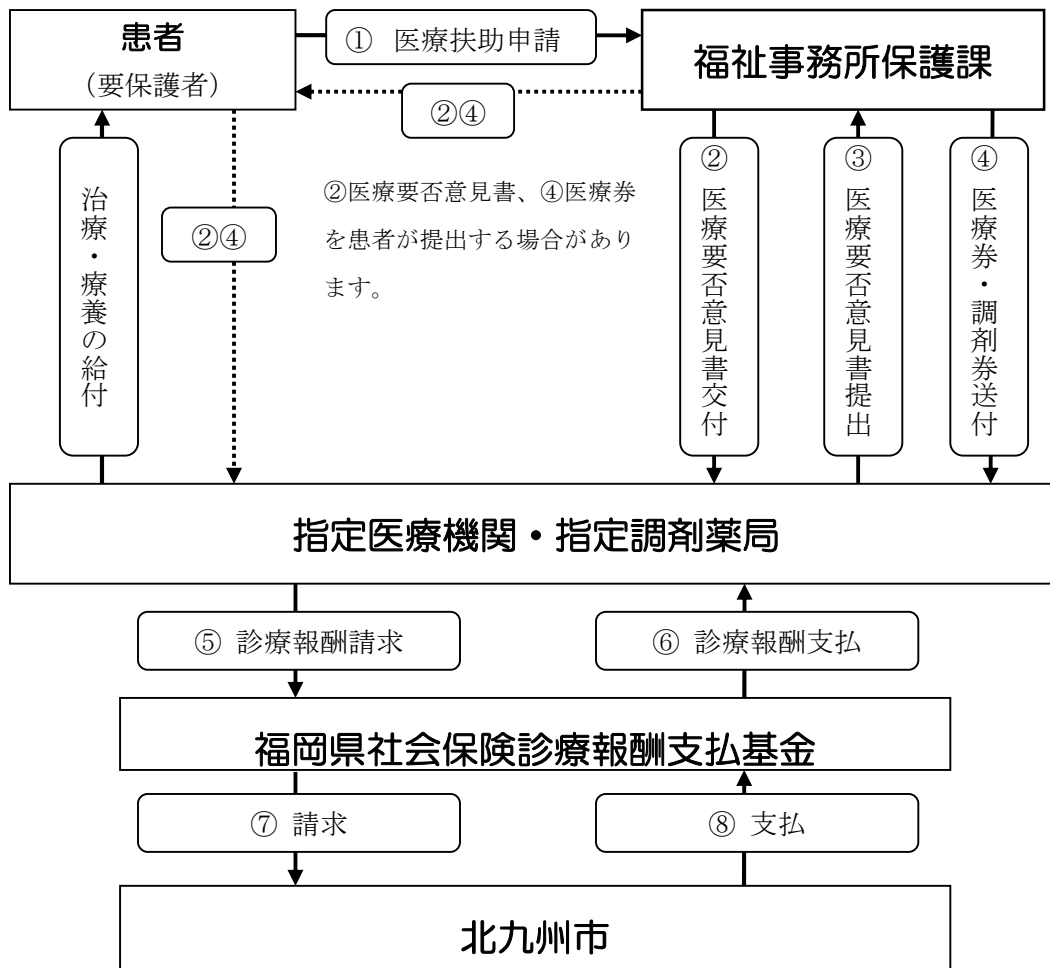 患者
（要保護者）
① 医療扶助申請
福祉事務所保護課
②④
治療・療養の給付
②④
②医療要否意見書、④医療券
を患者が提出する場合があり
ます。
②医療要否意見書交付
③医療要否意見書提出
④医療券・調剤券送付
指定医療機関・指定調剤薬局
⑤ 診療報酬請求
⑥ 診療報酬支払
福岡県社会保険診療報酬支払基金
⑦ 請求
⑧ 支払
北九州市